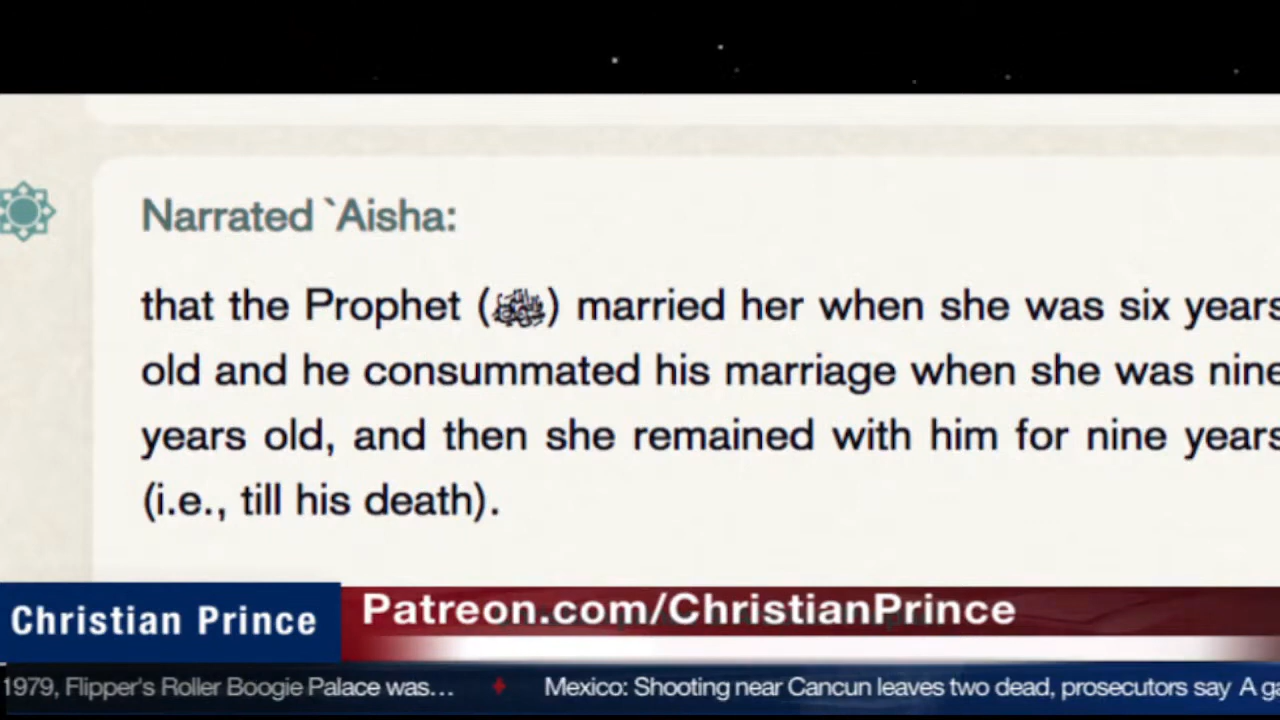 Narrated `Aisha:
that the Prophet (ﷺ) married her when she was six years
old and he consummated his marriage when she was nine
years old, and then she remained with him for nine years
(i.e., till his death).
Christian Prince
Patreon.com/ChristianPrince
1979, Flipper's Roller Boogie Palace was… Mexico: Shooting near Cancun leaves two dead, prosecutors say A